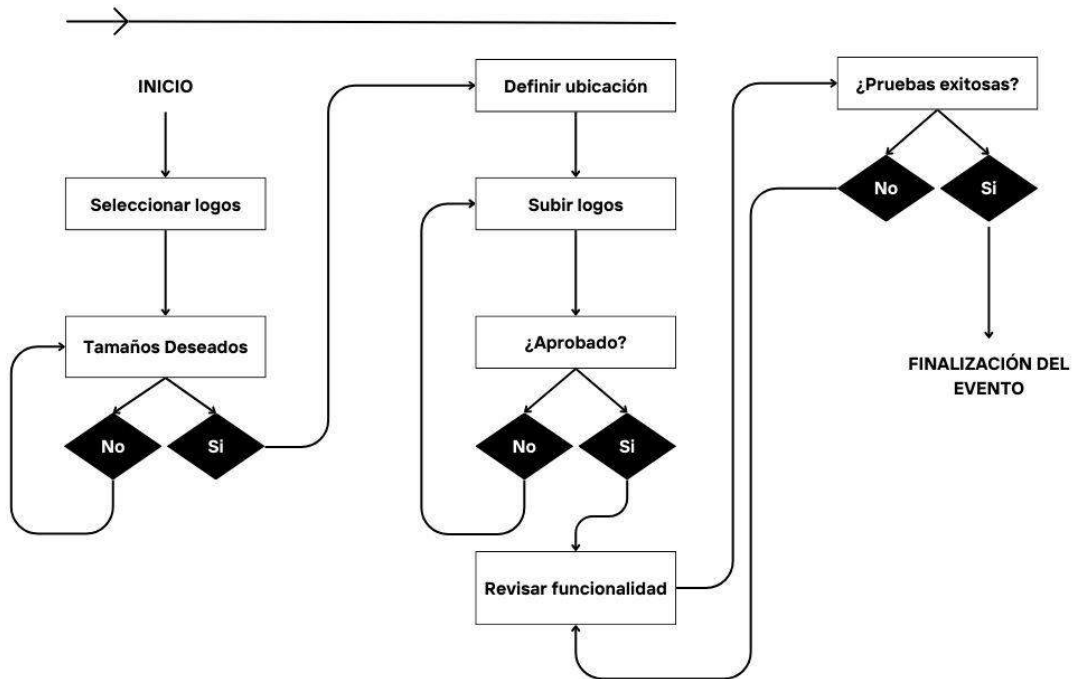 INICIO
Seleccionar logos
Tamaños Deseados
No
Si
Definir ubicación
Subir logos
¿Aprobado?
No
Si
Revisar funcionalidad
¿Pruebas exitosas?
No
Si
FINALIZACIÓN DEL
EVENTO